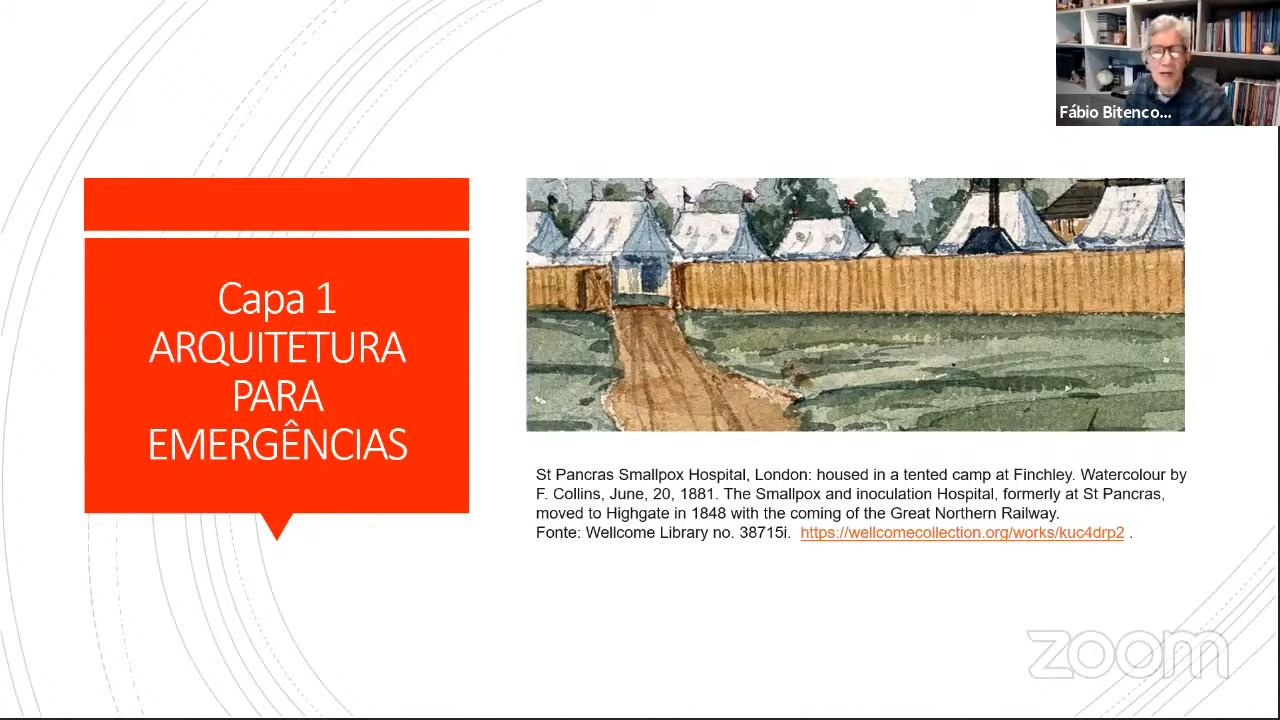 Fábio Bitenco...
Capa 1
ARQUITETURA
PARA
EMERGÊNCIAS
St Pancras Smallpox Hospital, London: housed in a tented camp at Finchley. Watercolour by
F. Collins, June, 20, 1881. The Smallpox and inoculation Hospital, formerly at St Pancras,
moved to Highgate in 1848 with the coming of the Great Northern Railway.
Fonte: Wellcome Library no. 38715i. https://wellcomecollection.org/works/kuc4drp2 .
zoom